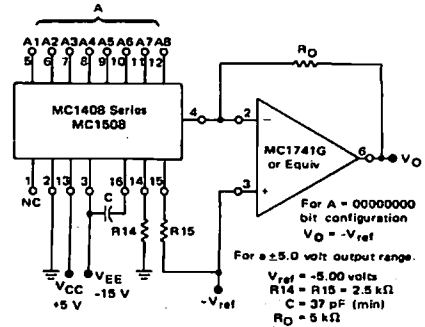 A
A1 A2 A3 A4 A5 A6 A7 A8
5 6 7 8 9 10 11 12
RO
MC1408 Series
MC1508
4
2
−
MC1741G
or Equiv
6
VO
3
+
1 2 13 3 16 14 15
NC
C
R14
R15
VCC
+5 V
VEE
-15 V
-Vref
For A = 00000000
bit configuration
VO = -Vref
For a ±5.0 volt output range.
Vref = -5.00 volts
R14 = R15 = 2.5 kΩ
C = 37 pF (min)
RO = 5 kΩ